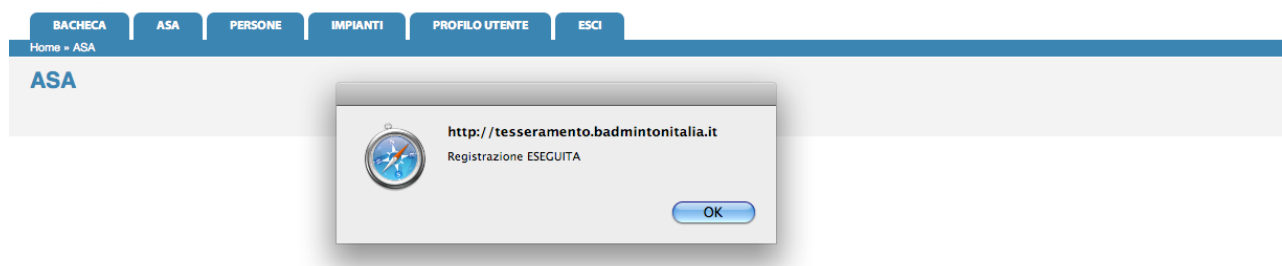 BACHECA ASA PERSONE IMPIANTI PROFILO UTENTE ESCI
Home » ASA
ASA
http://tesseramento.badmintonitalia.it
Registrazione ESEGUITA
OK